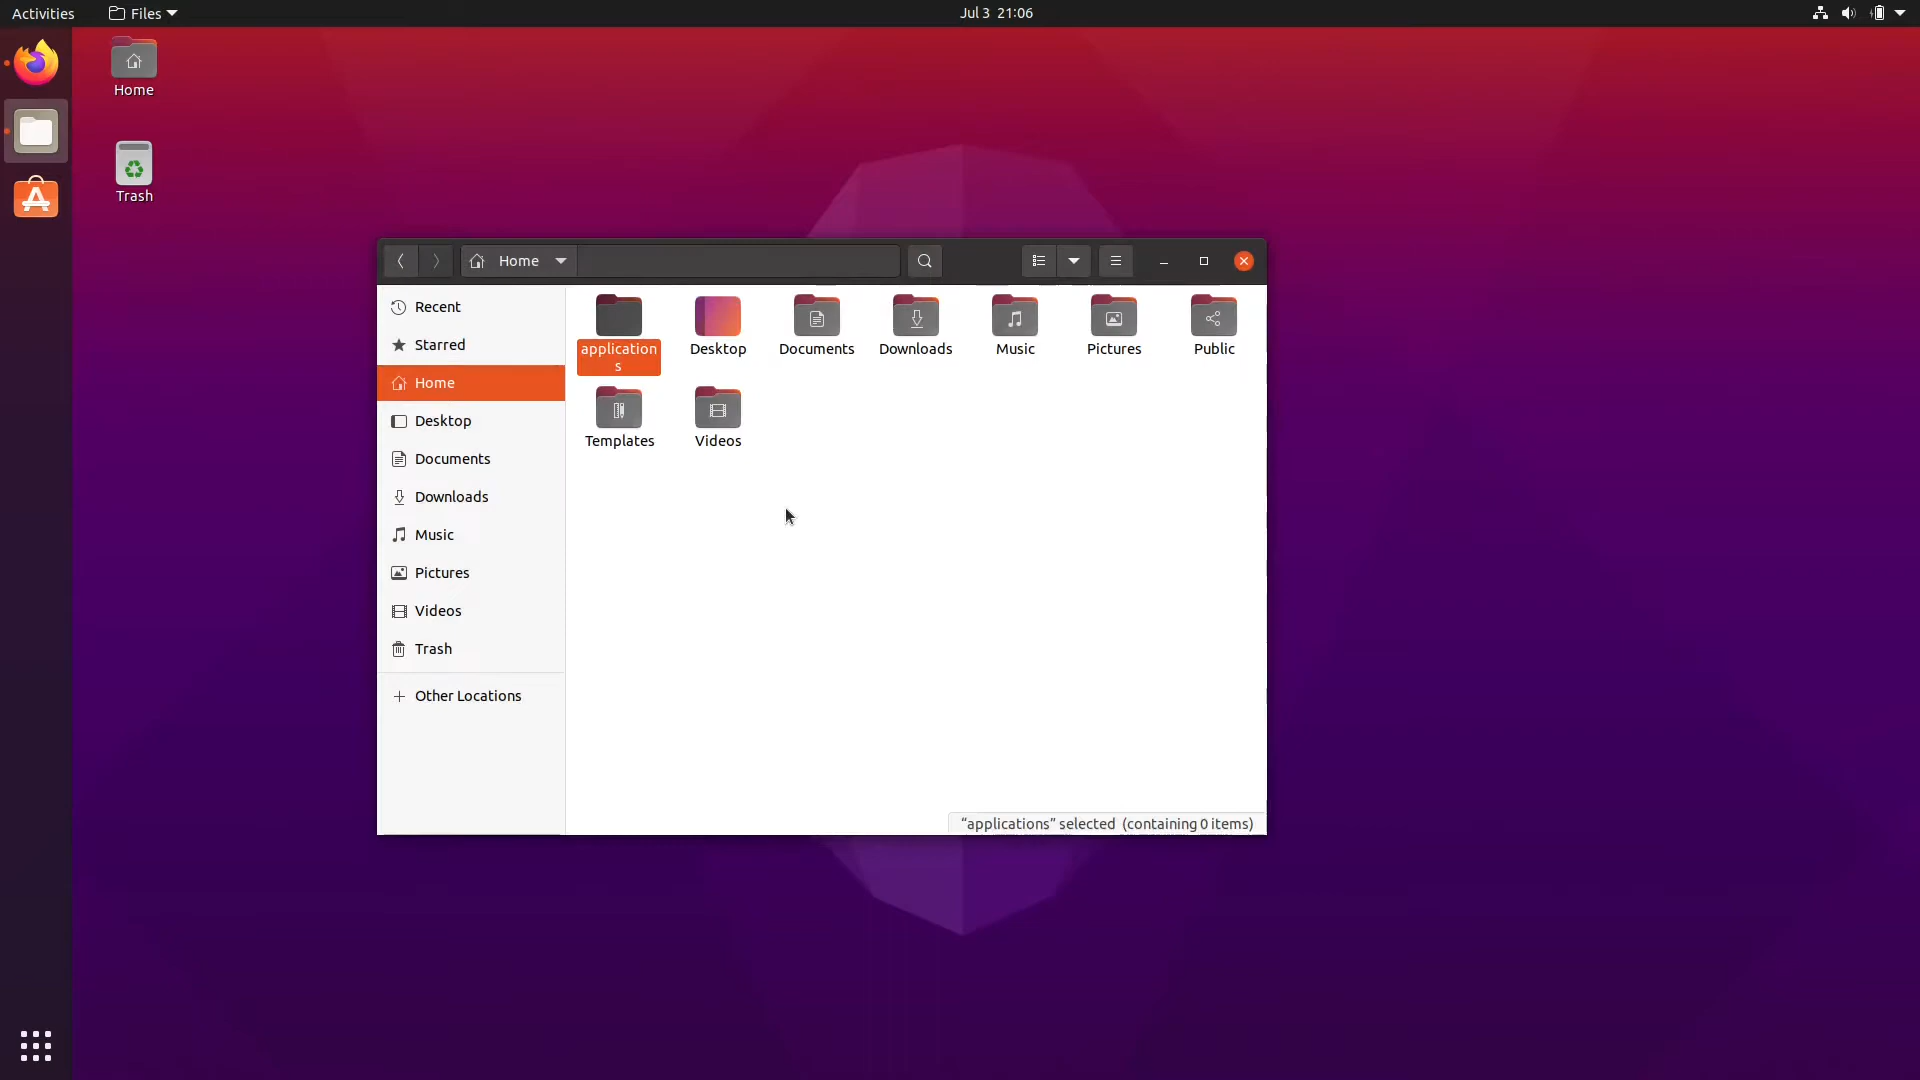 Activities
Files
Jul 3 21:06
Home
Trash
Home
Recent
Starred
Home
Desktop
Documents
Downloads
Music
Pictures
Videos
Trash
Other Locations
application
s
Desktop
Documents
Downloads
Music
Pictures
Public
Templates
Videos
“applications” selected (containing 0 items)